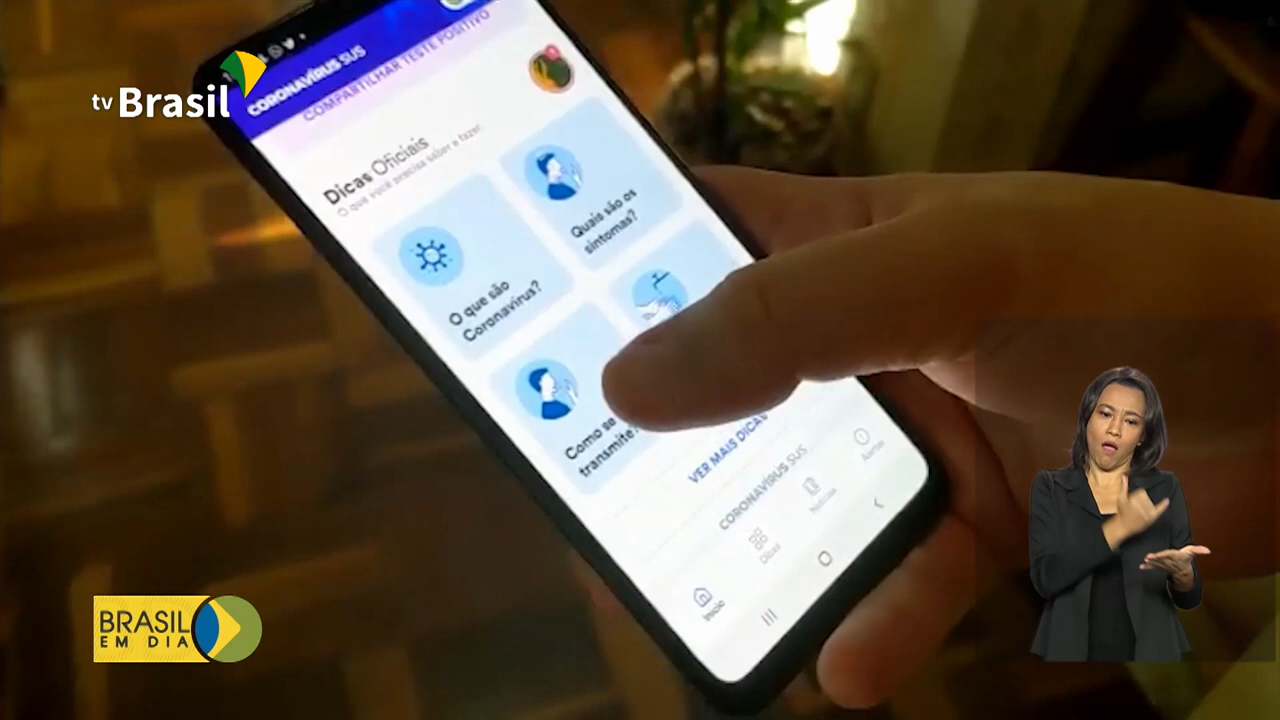 tv Brasil
CORONAVÍRUS SUS
COMPARTILHAR TESTE POSITIVO
Dicas Oficiais
O que você precisa saber e fazer.
O que são
Coronavírus?
Quais são os
sintomas?
Como se
transmite?
VER MAIS DICAS
CORONAVÍRUS SUS
Início
Dicas
Notícias
Alertas
BRASIL
EM DIA